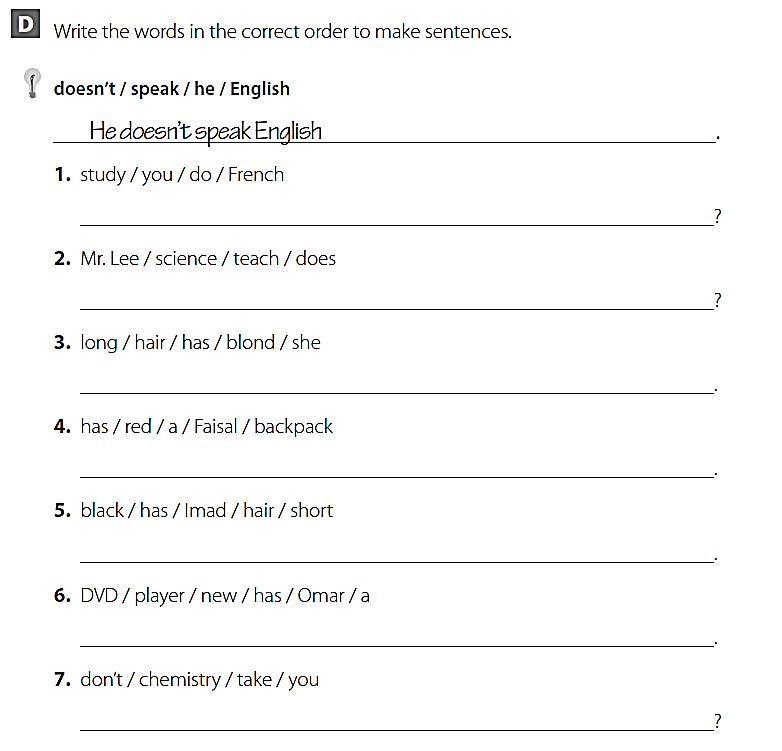 D Write the words in the correct order to make sentences.
doesn't / speak / he / English
He doesn't speak English.
1. study / you / do / French
?
2. Mr. Lee / science / teach / does
?
3. long / hair / has / blond / she
.
4. has / red / a / Faisal / backpack
.
5. black / has / Imad / hair / short
.
6. DVD / player / new / has / Omar / a
.
7. don't / chemistry / take / you
?